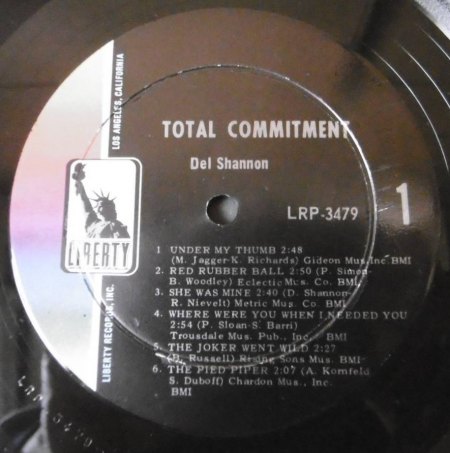 TOTAL COMMITMENT
Del Shannon
LRP-3479
1
LOS ANGELES, CALIFORNIA
LIBERTY
LIBERTY RECORDS, INC.
1 UNDER MY THUMB 2:48
(M. Jagger-K. Richards) Gideon Mus.Inc. BMI
2 RED RUBBER BALL 2:50 (P. Simon-
B. Woodley) Eclectic Mus. Co. BMI
3 SHE WAS MINE 2:40 (D. Shannon-
R. Nievelt) Metric Mus. Co. BMI
4 WHERE WERE YOU WHEN I NEEDED YOU
2:54 (P. Sloan-S. Barri)
Trousdale Mus. Pub., Inc. BMI
5 THE JOKER WENT WILD 2:27
(B. Russell) Rising Sons Mus. BMI
6 THE PIED PIPER 2:07 (A. Kornfeld
S. Duboff) Chardon Mus., Inc.
BMI
LRP-3479